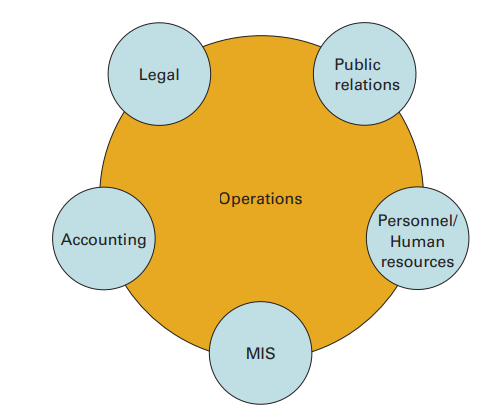 Legal
Public
relations
Operations
Accounting
Personnel/
Human
resources
MIS